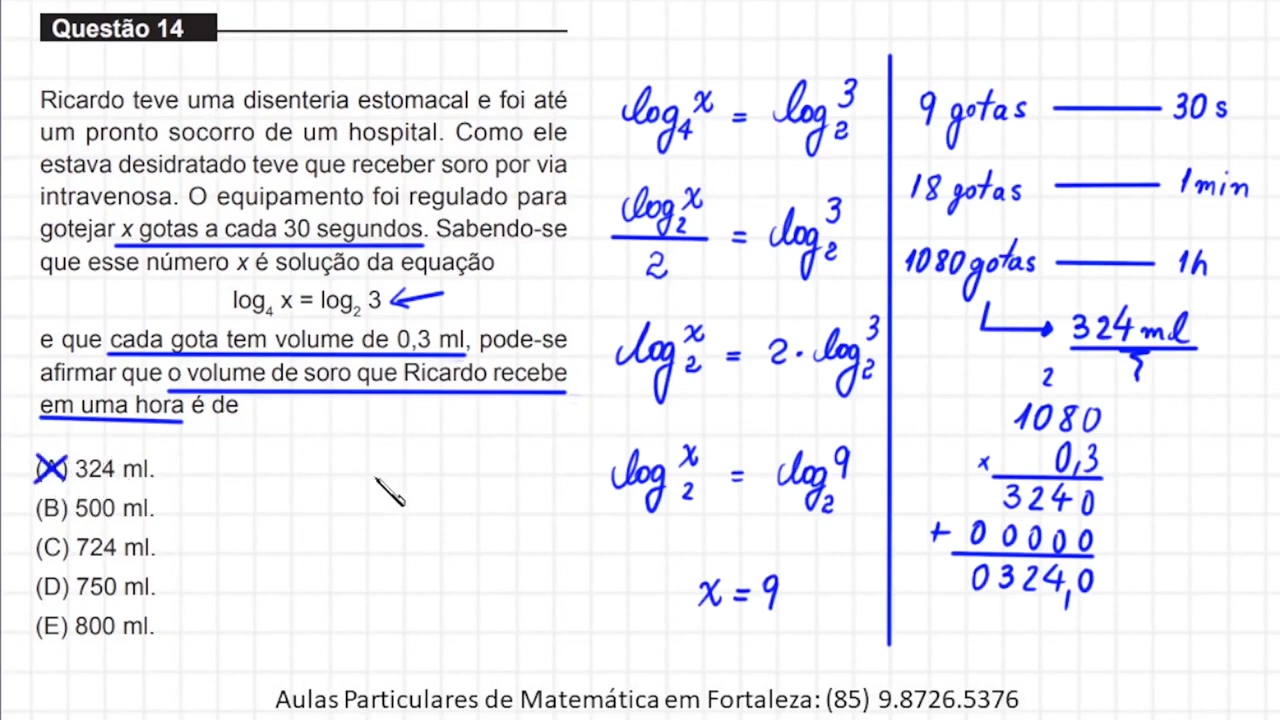 Questão 14
Ricardo teve uma disenteria estomacal e foi até
um pronto socorro de um hospital. Como ele
estava desidratado teve que receber soro por via
intravenosa. O equipamento foi regulado para
gotejar x gotas a cada 30 segundos. Sabendo-se
que esse número x é solução da equação
log₄ x = log₂ 3
e que cada gota tem volume de 0,3 ml, pode-se
afirmar que o volume de soro que Ricardo recebe
em uma hora é de
(A) 324 ml.
(B) 500 ml.
(C) 724 ml.
(D) 750 ml.
(E) 800 ml.
log₄ x = log₂ 3
log₂ x / 2 = log₂ 3
log₂ x = 2 · log₂ 3
log₂ x = log₂ 9
x = 9
9 gotas — 30 s
18 gotas — 1 min
1080 gotas — 1h
324 ml
2
1080
x 0,3
3240
+ 00000
0324,0
Aulas Particulares de Matemática em Fortaleza: (85) 9.8726.5376